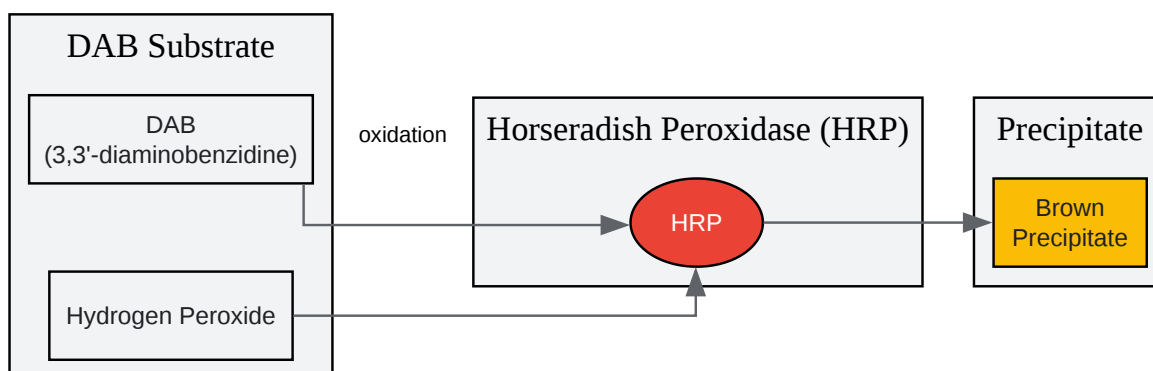 DAB Substrate
DAB
(3,3'-diaminobenzidine)
Hydrogen Peroxide
oxidation
Horseradish Peroxidase (HRP)
HRP
Precipitate
Brown
Precipitate